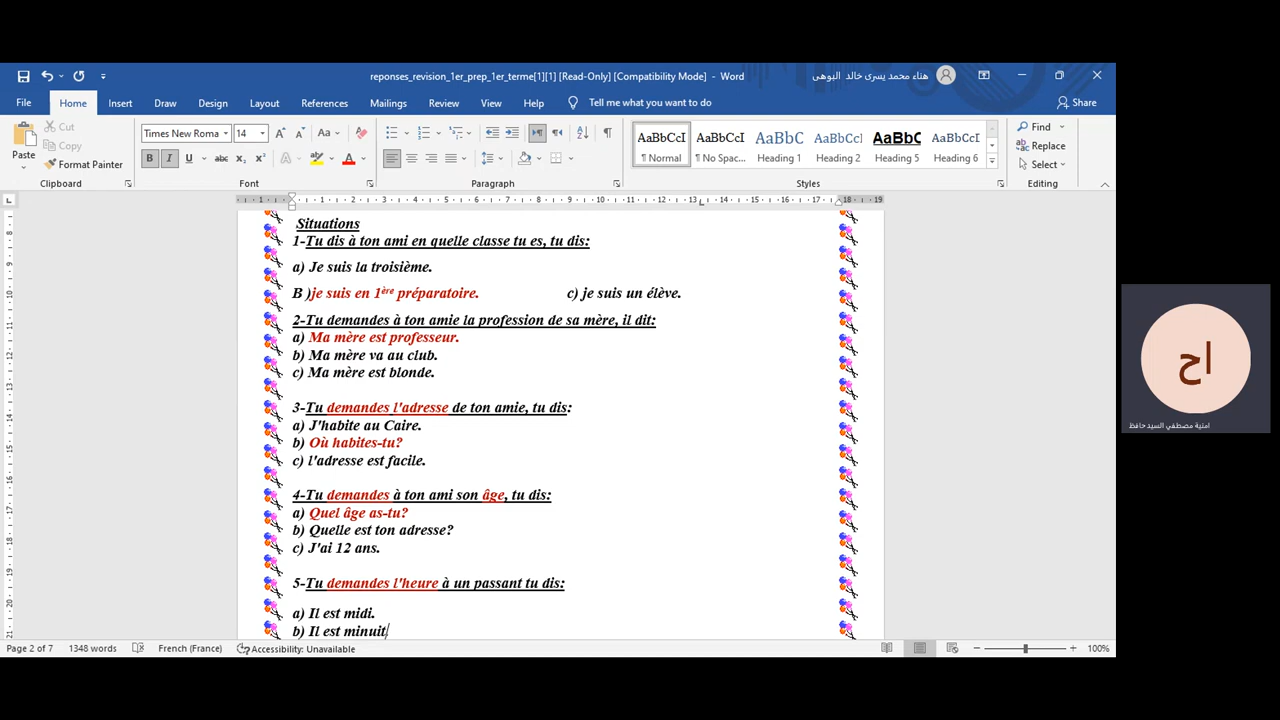 reponses_revision_1er_prep_1er_terme[1][1] [Read-Only] [Compatibility Mode] - Word
هناء محمد يسرى خالد البوهى
File Home Insert Draw Design Layout References Mailings Review View Help Tell me what you want to do Share
Paste
Cut
Copy
Format Painter
Times New Roma 14
AaBbCcI AaBbCcI AaBbC AaBbCcI AaBbC AaBbCcI
¶ Normal ¶ No Spac... Heading 1 Heading 2 Heading 5 Heading 6
Find
Replace
Select
Clipboard Font Paragraph Styles Editing
Situations
1-Tu dis à ton ami en quelle classe tu es, tu dis:
a) Je suis la troisième.
B )je suis en 1ère préparatoire. c) je suis un élève.
2-Tu demandes à ton amie la profession de sa mère, il dit:
a) Ma mère est professeur.
b) Ma mère va au club.
c) Ma mère est blonde.
3-Tu demandes l'adresse de ton amie, tu dis:
a) J'habite au Caire.
b) Où habites-tu?
c) l'adresse est facile.
4-Tu demandes à ton ami son âge, tu dis:
a) Quel âge as-tu?
b) Quelle est ton adresse?
c) J'ai 12 ans.
5-Tu demandes l'heure à un passant tu dis:
a) Il est midi.
b) Il est minuit
Page 2 of 7 1348 words French (France) Accessibility: Unavailable 100%
اح
امنية مصطفي السيد حافظ